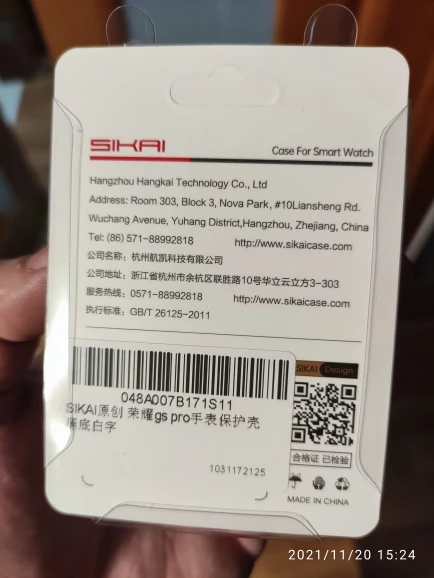 SIKAI
Case For Smart Watch
Hangzhou Hangkai Technology Co., Ltd
Address: Room 303, Block 3, Nova Park, #10Liansheng Rd.
Wuchang Avenue, Yuhang District,Hangzhou, Zhejiang, China
Tel: (86) 571-88992818 http://www.sikaicase.com
公司名称：杭州航凯科技有限公司
公司地址：浙江省杭州市余杭区联胜路10号华立云立方3-303
服务热线：0571-88992818 http://www.sikaicase.com
执行标准：GB/T 26125-2011
SIKAI Design
048A007B171S11
SIKAI原创 荣耀gs pro手表保护壳
黑底白字
1031172125
合格证 已检验
MADE IN CHINA
2021/11/20 15:24